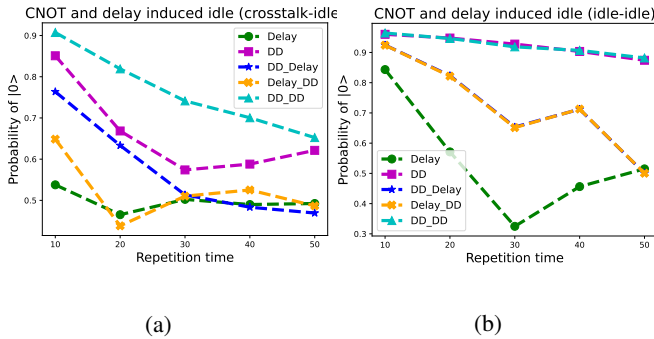 CNOT and delay induced idle (crosstalk-idle
Probability of |0>
0.9
0.8
0.7
0.6
0.5
Delay
DD
DD_Delay
Delay_DD
DD_DD
10
20
30
40
50
Repetition time
(a)
CNOT and delay induced idle (idle-idle)
Probability of |0>
0.9
0.8
0.7
0.6
0.5
0.4
0.3
Delay
DD
DD_Delay
Delay_DD
DD_DD
10
20
30
40
50
Repetition time
(b)